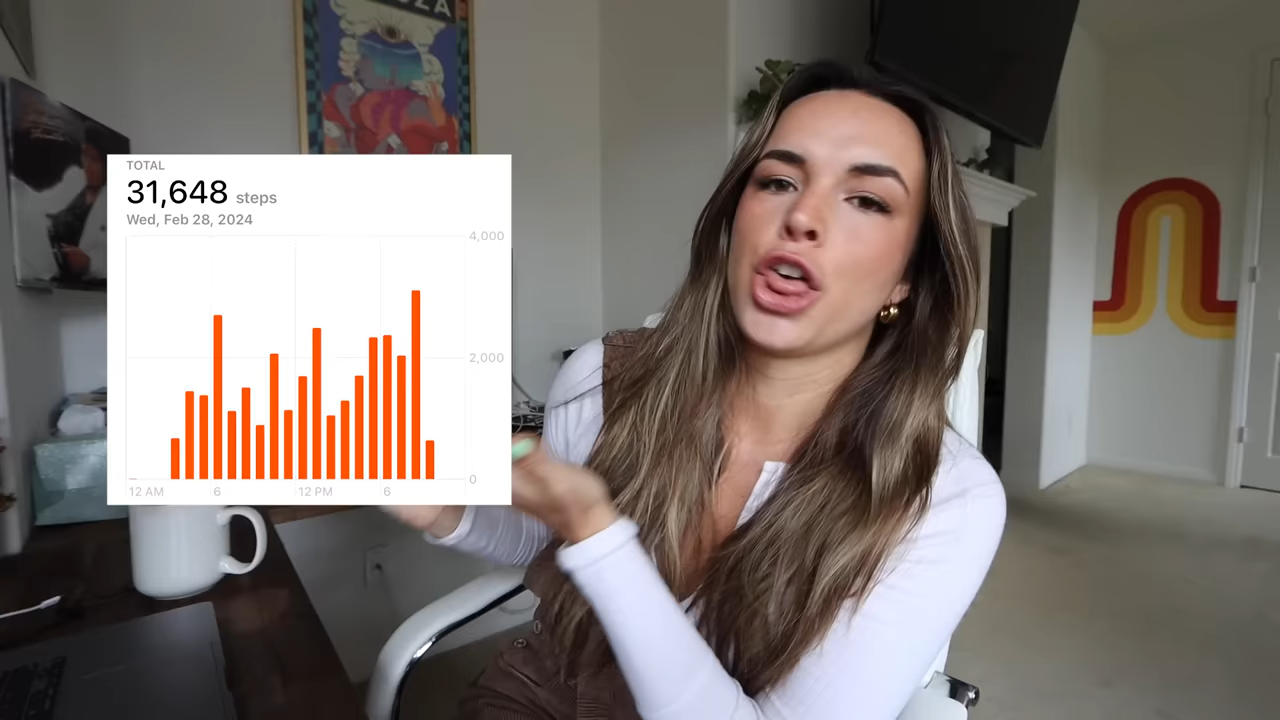 TOTAL
31,648 steps
Wed, Feb 28, 2024
4,000
2,000
0
12 AM 6 12 PM 6